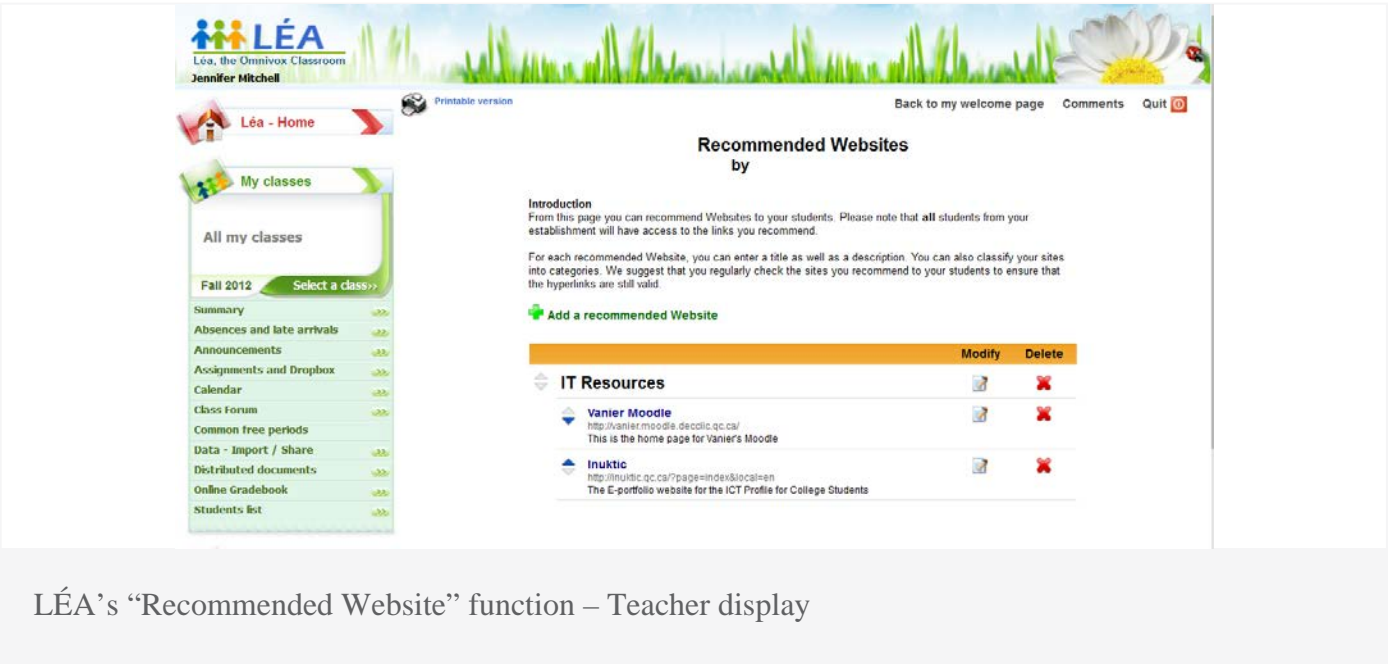 LÉA
Léa, the Omnivox Classroom
Jennifer Mitchell
Printable version
Back to my welcome page Comments Quit
Léa - Home
My classes
All my classes
Fall 2012 Select a class>>
Summary
Absences and late arrivals
Announcements
Assignments and Dropbox
Calendar
Class Forum
Common free periods
Data - Import / Share
Distributed documents
Online Gradebook
Students list
Recommended Websites
by
Introduction
From this page you can recommend Websites to your students. Please note that all students from your
establishment will have access to the links you recommend.
For each recommended Website, you can enter a title as well as a description. You can also classify your sites
into categories. We suggest that you regularly check the sites you recommend to your students to ensure that
the hyperlinks are still valid.
Add a recommended Website
Modify Delete
IT Resources
Vanier Moodle
http://vanier.moodle.decclic.qc.ca/
This is the home page for Vanier's Moodle
Inuktic
http://inuktic.qc.ca/?page=index&local=en
The E-portfolio website for the ICT Profile for College Students
LÉA’s “Recommended Website” function – Teacher display